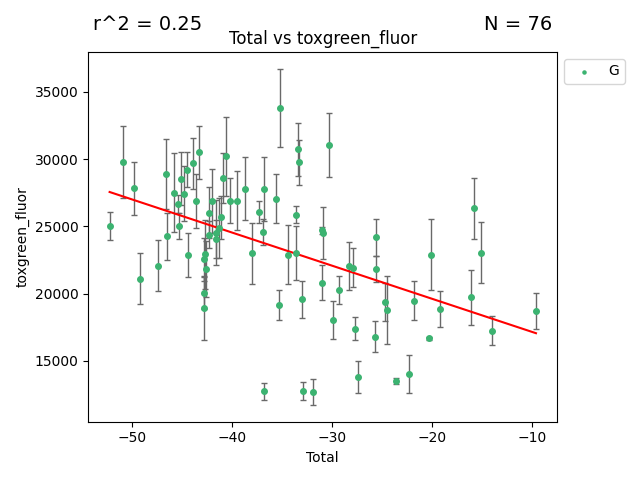 r^2 = 0.25
N = 76
Total vs toxgreen_fluor
G
35000
30000
25000
20000
15000
toxgreen_fluor
−50
−40
−30
−20
−10
Total